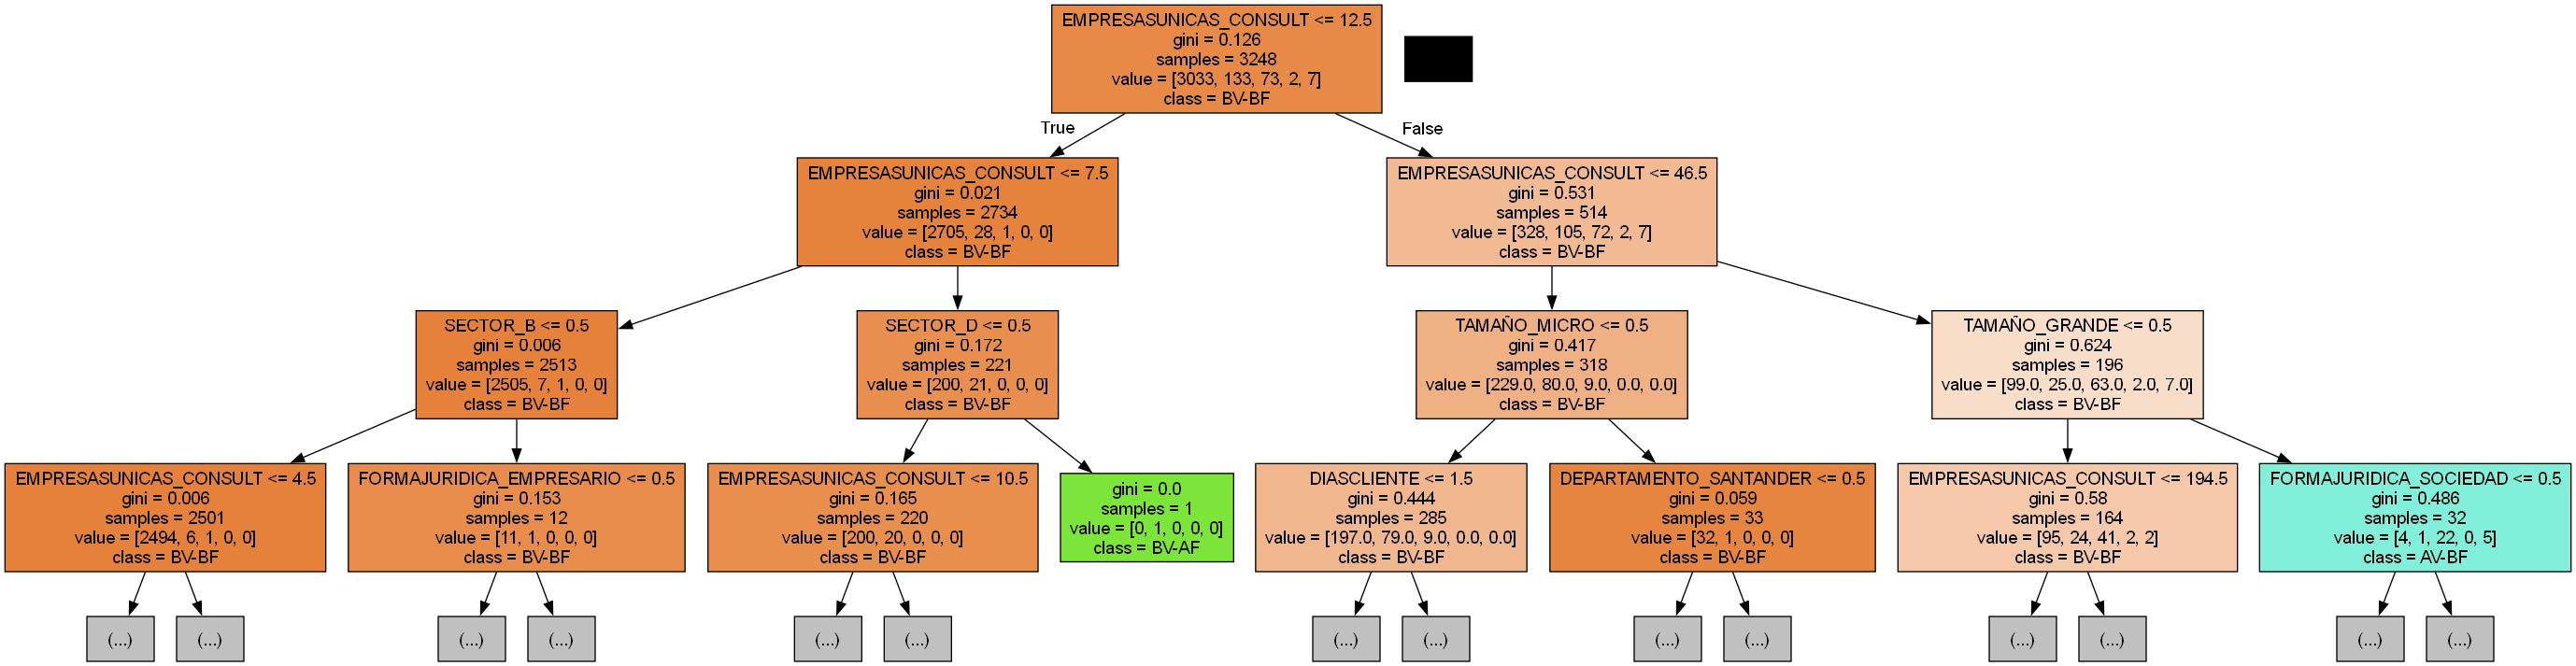 EMPRESASUNICAS_CONSULT <= 12.5
gini = 0.126
samples = 3248
value = [3033, 133, 73, 2, 7]
class = BV-BF
True
False
EMPRESASUNICAS_CONSULT <= 7.5
gini = 0.021
samples = 2734
value = [2705, 28, 1, 0, 0]
class = BV-BF
EMPRESASUNICAS_CONSULT <= 46.5
gini = 0.531
samples = 514
value = [328, 105, 72, 2, 7]
class = BV-BF
SECTOR_B <= 0.5
gini = 0.006
samples = 2513
value = [2505, 7, 1, 0, 0]
class = BV-BF
SECTOR_D <= 0.5
gini = 0.172
samples = 221
value = [200, 21, 0, 0, 0]
class = BV-BF
TAMAÑO_MICRO <= 0.5
gini = 0.417
samples = 318
value = [229.0, 80.0, 9.0, 0.0, 0.0]
class = BV-BF
TAMAÑO_GRANDE <= 0.5
gini = 0.624
samples = 196
value = [99.0, 25.0, 63.0, 2.0, 7.0]
class = BV-BF
EMPRESASUNICAS_CONSULT <= 4.5
gini = 0.006
samples = 2501
value = [2494, 6, 1, 0, 0]
class = BV-BF
FORMAJURIDICA_EMPRESARIO <= 0.5
gini = 0.153
samples = 12
value = [11, 1, 0, 0, 0]
class = BV-BF
EMPRESASUNICAS_CONSULT <= 10.5
gini = 0.165
samples = 220
value = [200, 20, 0, 0, 0]
class = BV-BF
gini = 0.0
samples = 1
value = [0, 1, 0, 0, 0]
class = BV-AF
DIASCLIENTE <= 1.5
gini = 0.444
samples = 285
value = [197.0, 79.0, 9.0, 0.0, 0.0]
class = BV-BF
DEPARTAMENTO_SANTANDER <= 0.5
gini = 0.059
samples = 33
value = [32, 1, 0, 0, 0]
class = BV-BF
EMPRESASUNICAS_CONSULT <= 194.5
gini = 0.58
samples = 164
value = [95, 24, 41, 2, 2]
class = BV-BF
FORMAJURIDICA_SOCIEDAD <= 0.5
gini = 0.486
samples = 32
value = [4, 1, 22, 0, 5]
class = AV-BF
(...)
(...)
(...)
(...)
(...)
(...)
(...)
(...)
(...)
(...)
(...)
(...)
(...)
(...)